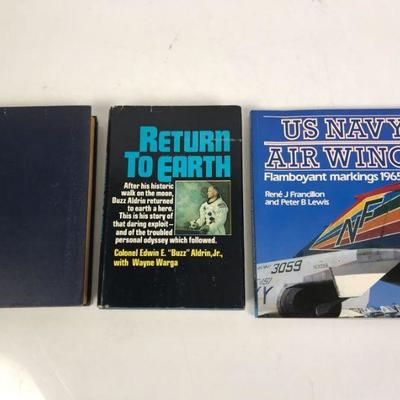 RETURN
TO EARTH
After his historic
walk on the moon,
Buzz Aldrin returned
to earth a hero.
This is his story of
that daring exploit—
and of the troubled
personal odyssey which followed.
Colonel Edwin E. "Buzz" Aldrin, Jr.,
with Wayne Warga
US NAVY
AIR WING
Flamboyant markings 1965
René J Francillon
and Peter B Lewis
NF
3059